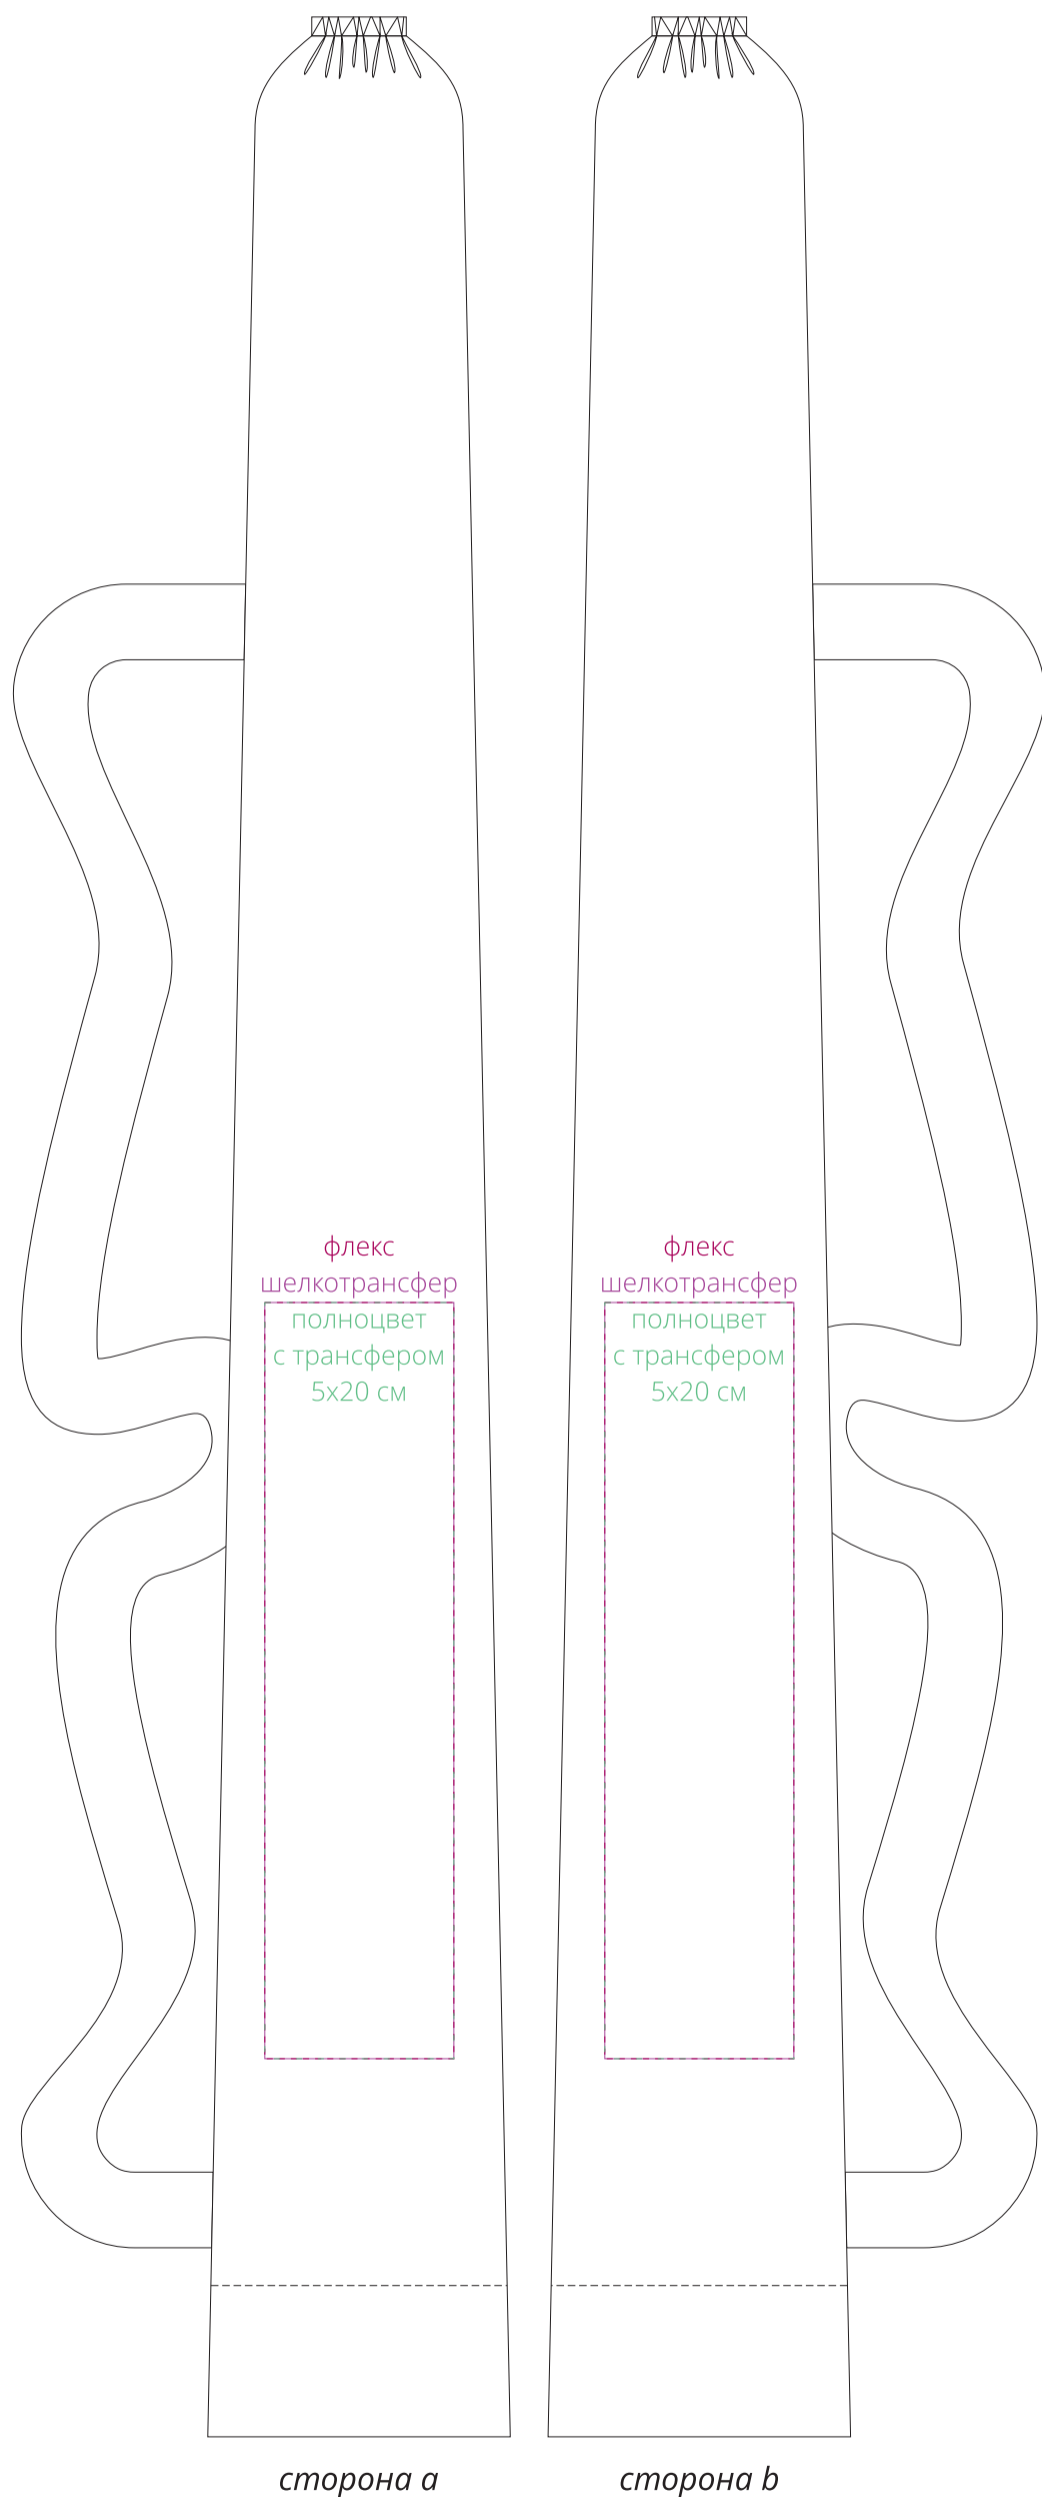 флекс
шелкотрансфер
полноцвет
с трансфером
5х20 см
флекс
шелкотрансфер
полноцвет
с трансфером
5х20 см
сторона a
сторона b